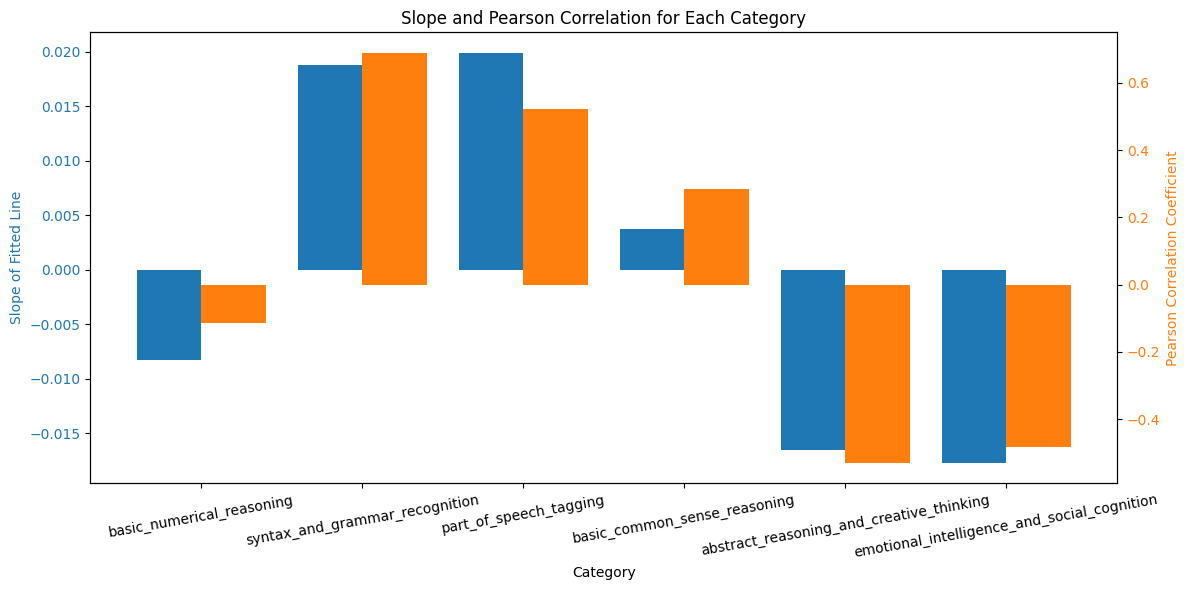 Slope and Pearson Correlation for Each Category
Slope of Fitted Line
0.020
0.015
0.010
0.005
0.000
−0.005
−0.010
−0.015
0.6
0.4
0.2
0.0
−0.2
−0.4
Pearson Correlation Coefficient
basic_numerical_reasoning
syntax_and_grammar_recognition
part_of_speech_tagging
basic_common_sense_reasoning
abstract_reasoning_and_creative_thinking
emotional_intelligence_and_social_cognition
Category